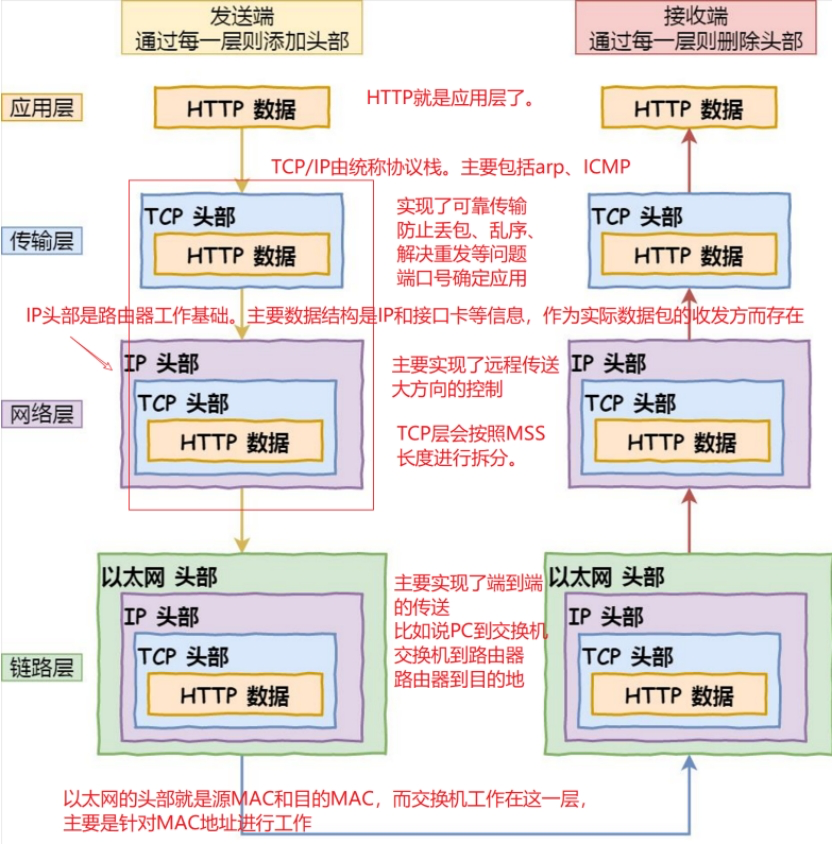 发送端
通过每一层则添加头部
接收端
通过每一层则删除头部
应用层
HTTP 数据
HTTP就是应用层了。
HTTP 数据
TCP/IP由统称协议栈。主要包括arp、ICMP
传输层
TCP 头部
HTTP 数据
实现了可靠传输
防止丢包、乱序、
解决重发等问题
端口号确定应用
TCP 头部
HTTP 数据
IP头部是路由器工作基础。主要数据结构是IP和接口卡等信息，作为实际数据包的收发方而存在
网络层
IP 头部
TCP 头部
HTTP 数据
主要实现了远程传送
大方向的控制
TCP层会按照MSS
长度进行拆分。
IP 头部
TCP 头部
HTTP 数据
链路层
以太网 头部
IP 头部
TCP 头部
HTTP 数据
主要实现了端到端
的传送
比如说PC到交换机
交换机到路由器
路由器到目的地
以太网 头部
IP 头部
TCP 头部
HTTP 数据
以太网的头部就是源MAC和目的MAC，而交换机工作在这一层，
主要是针对MAC地址进行工作